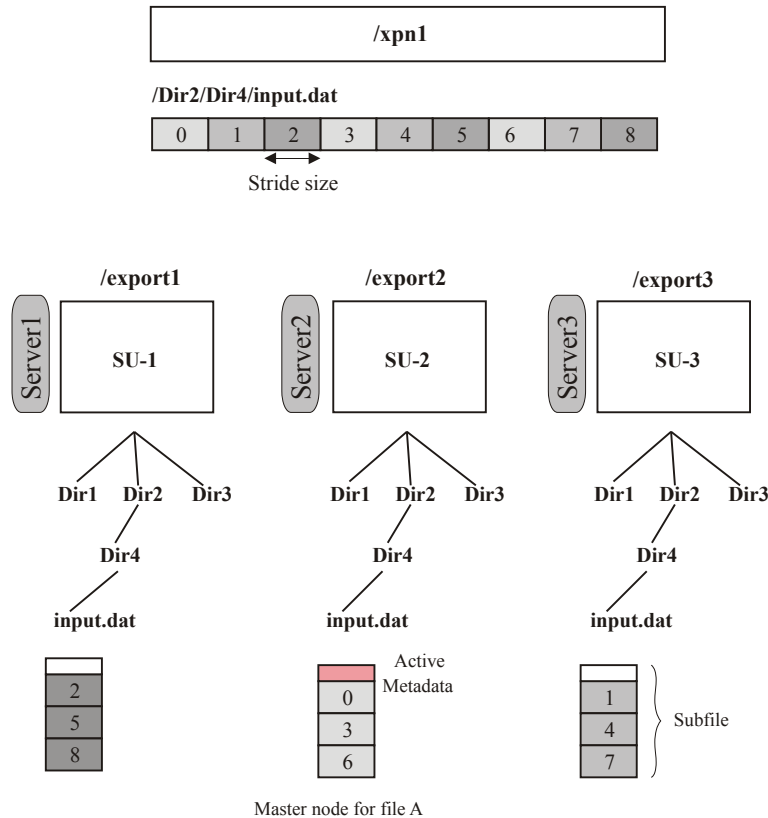 /xpn1
/Dir2/Dir4/input.dat
0 1 2 3 4 5 6 7 8
Stride size
/export1 /export2 /export3
Server1 SU-1 Server2 SU-2 Server3 SU-3
Dir1 Dir2 Dir3 Dir1 Dir2 Dir3 Dir1 Dir2 Dir3
Dir4 Dir4 Dir4
input.dat input.dat input.dat
Active
Metadata
2 0 1
5 3 4
8 6 7
Subfile
Master node for file A